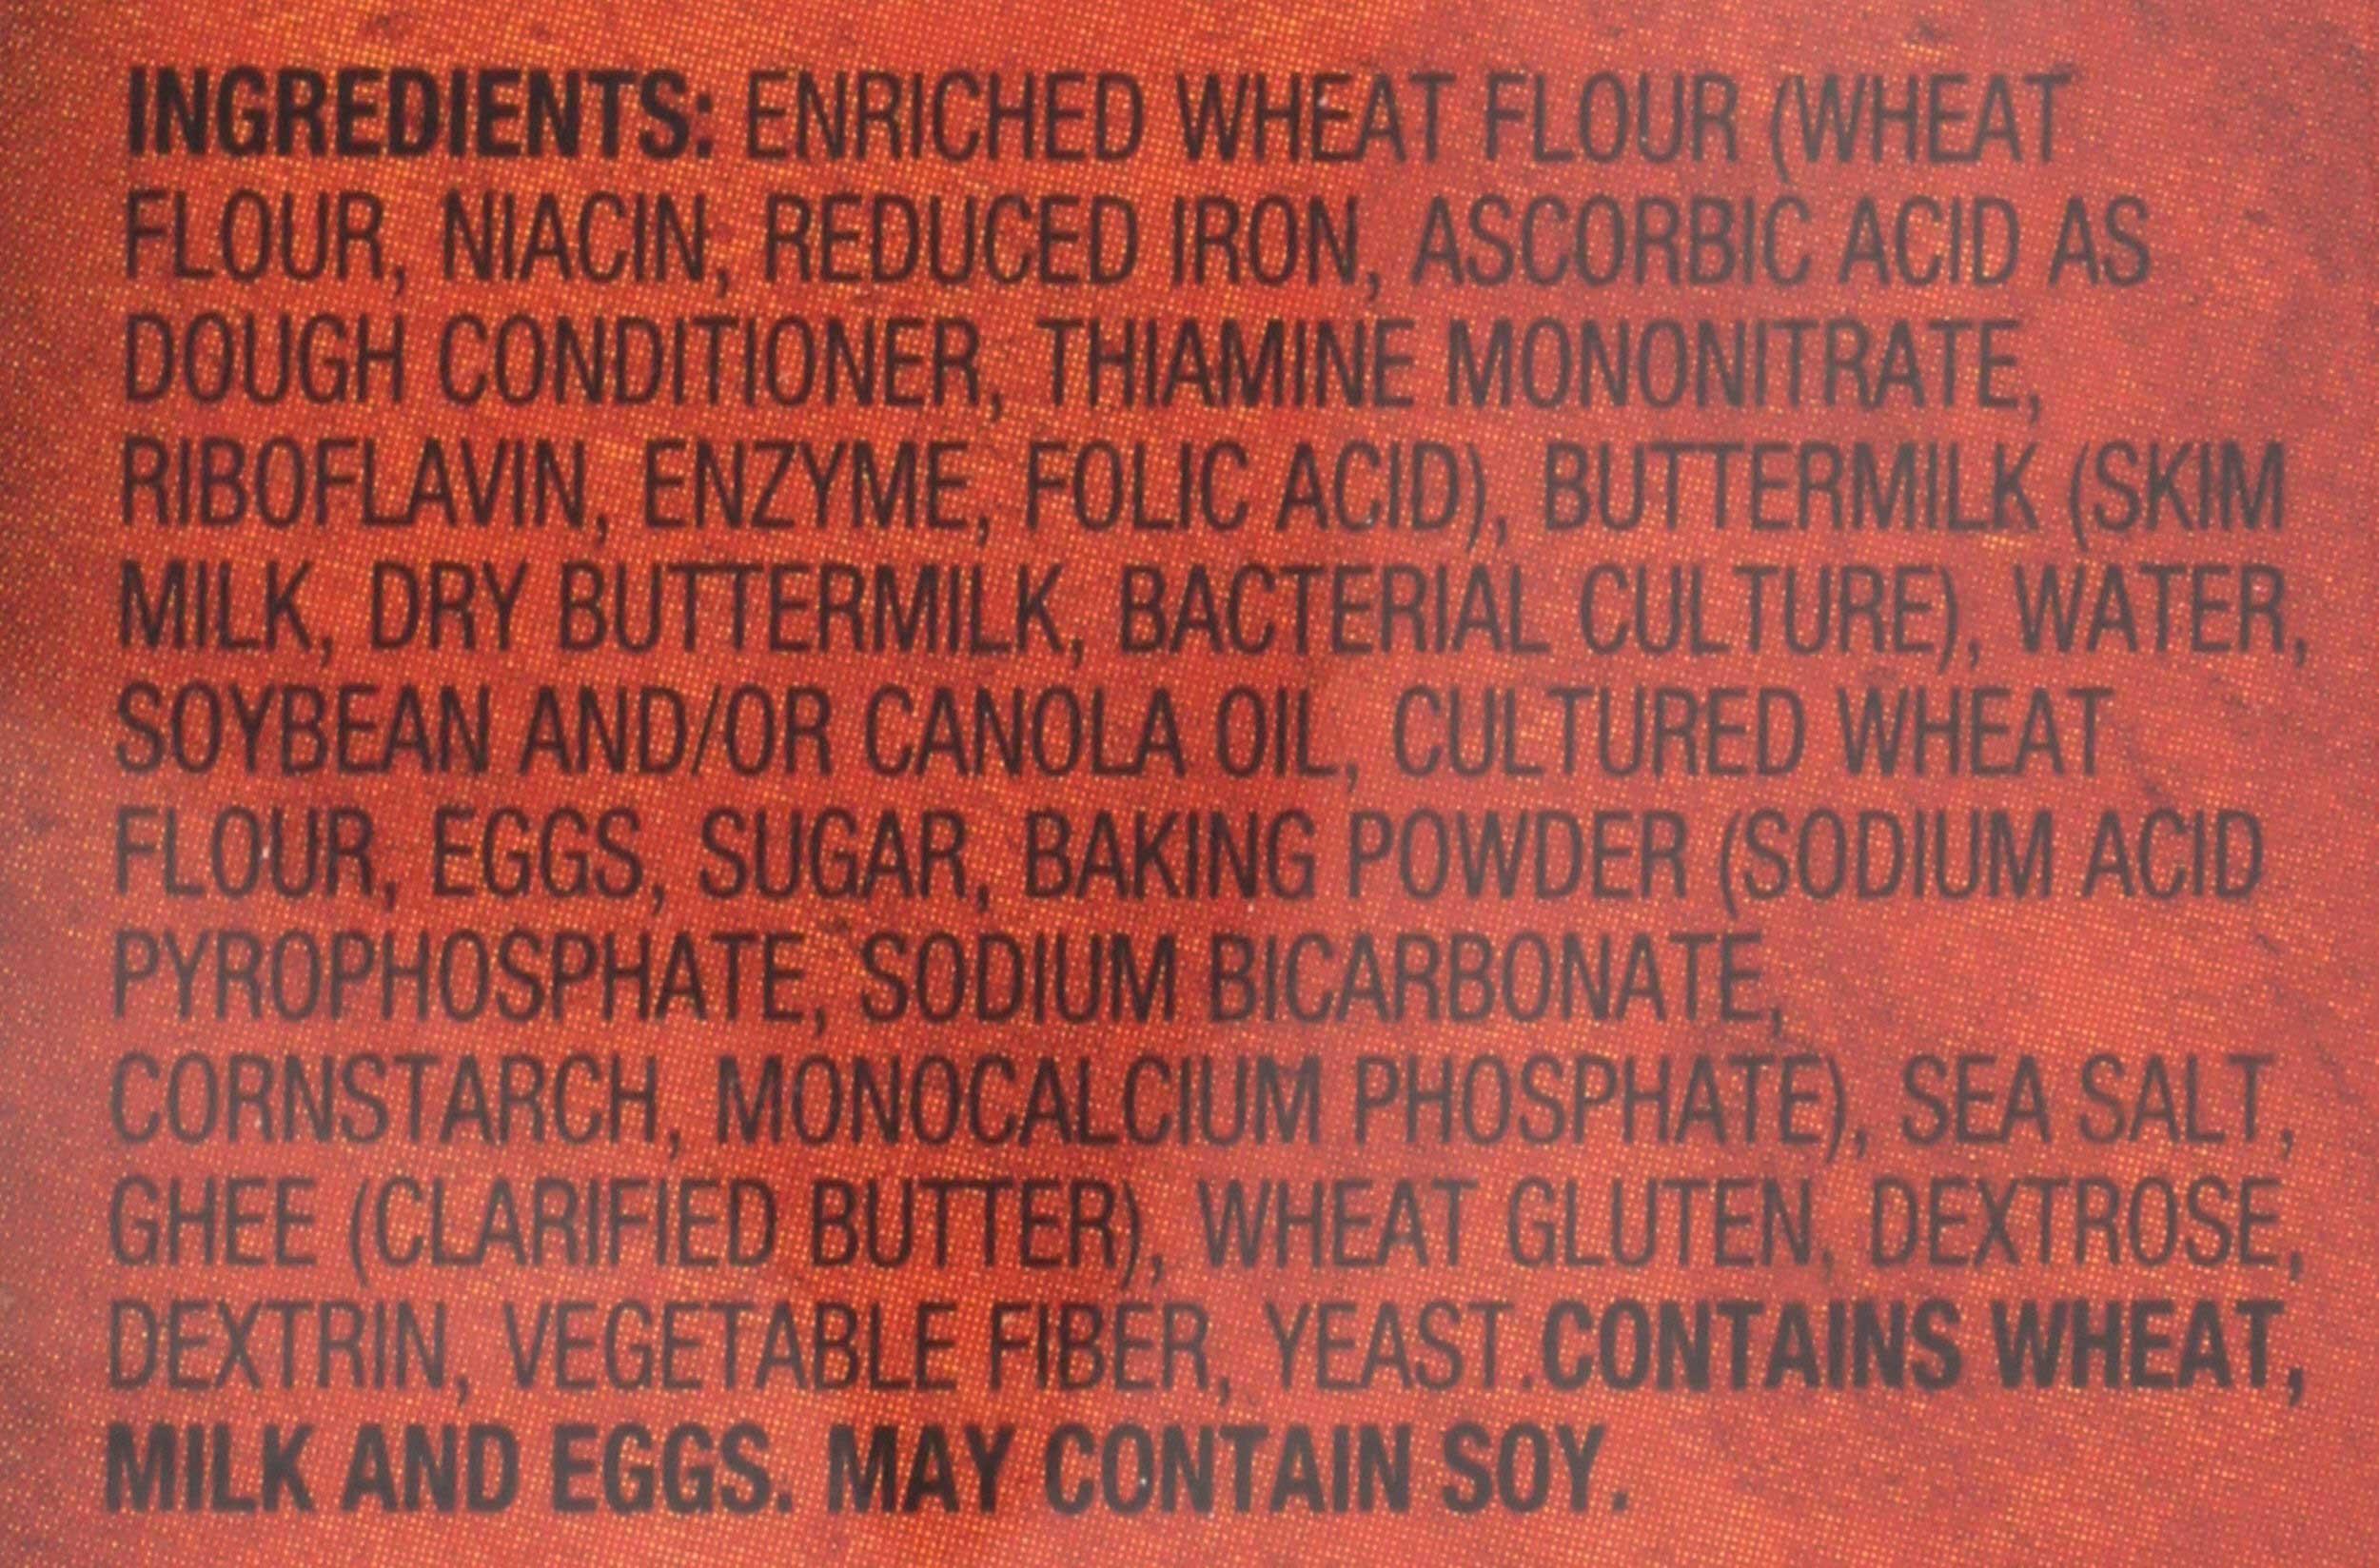 INGREDIENTS: ENRICHED WHEAT FLOUR (WHEAT
FLOUR, NIACIN, REDUCED IRON, ASCORBIC ACID AS
DOUGH CONDITIONER, THIAMINE MONONITRATE,
RIBOFLAVIN, ENZYME, FOLIC ACID), BUTTERMILK (SKIM
MILK, DRY BUTTERMILK, BACTERIAL CULTURE), WATER,
SOYBEAN AND/OR CANOLA OIL, CULTURED WHEAT
FLOUR, EGGS, SUGAR, BAKING POWDER (SODIUM ACID
PYROPHOSPHATE, SODIUM BICARBONATE,
CORNSTARCH, MONOCALCIUM PHOSPHATE), SEA SALT,
GHEE (CLARIFIED BUTTER), WHEAT GLUTEN, DEXTROSE,
DEXTRIN, VEGETABLE FIBER, YEAST.CONTAINS WHEAT,
MILK AND EGGS. MAY CONTAIN SOY.